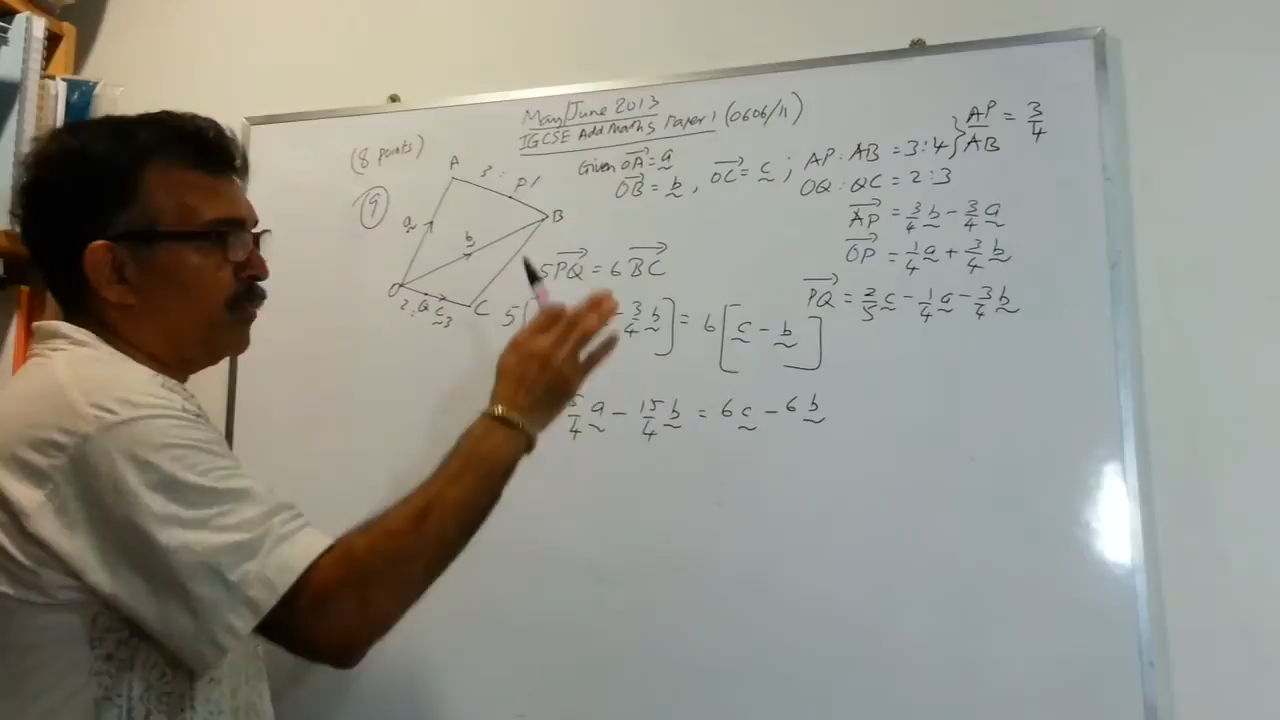 May/June 2013
IGCSE Add Maths Paper 1 (0606/11)
(8 points)
9
A
3 :
P 1
B
a
b
O
2 : Q
c
3
C
Given OA = a
OB = b, OC = c ; AP : AB = 3:4 } AP/AB = 3/4
OQ : QC = 2 : 3
AP = 3/4 b - 3/4 a
OP = 1/4 a + 3/4 b
PQ = 2/5 c - 1/4 a - 3/4 b
5PQ = 6BC
5[ - 3/4 b ] = 6[ c - b ]
5/4 a - 15/4 b = 6c - 6b